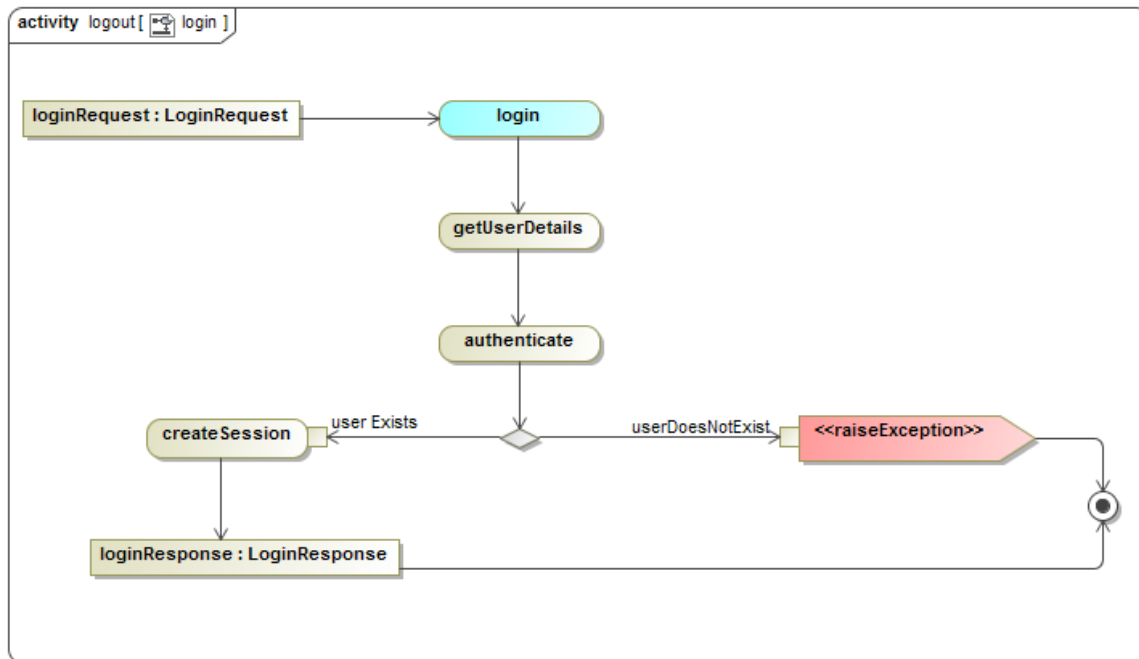 activity logout [ login ]
loginRequest : LoginRequest
login
getUserDetails
authenticate
user Exists
userDoesNotExist
createSession
<<raiseException>>
loginResponse : LoginResponse